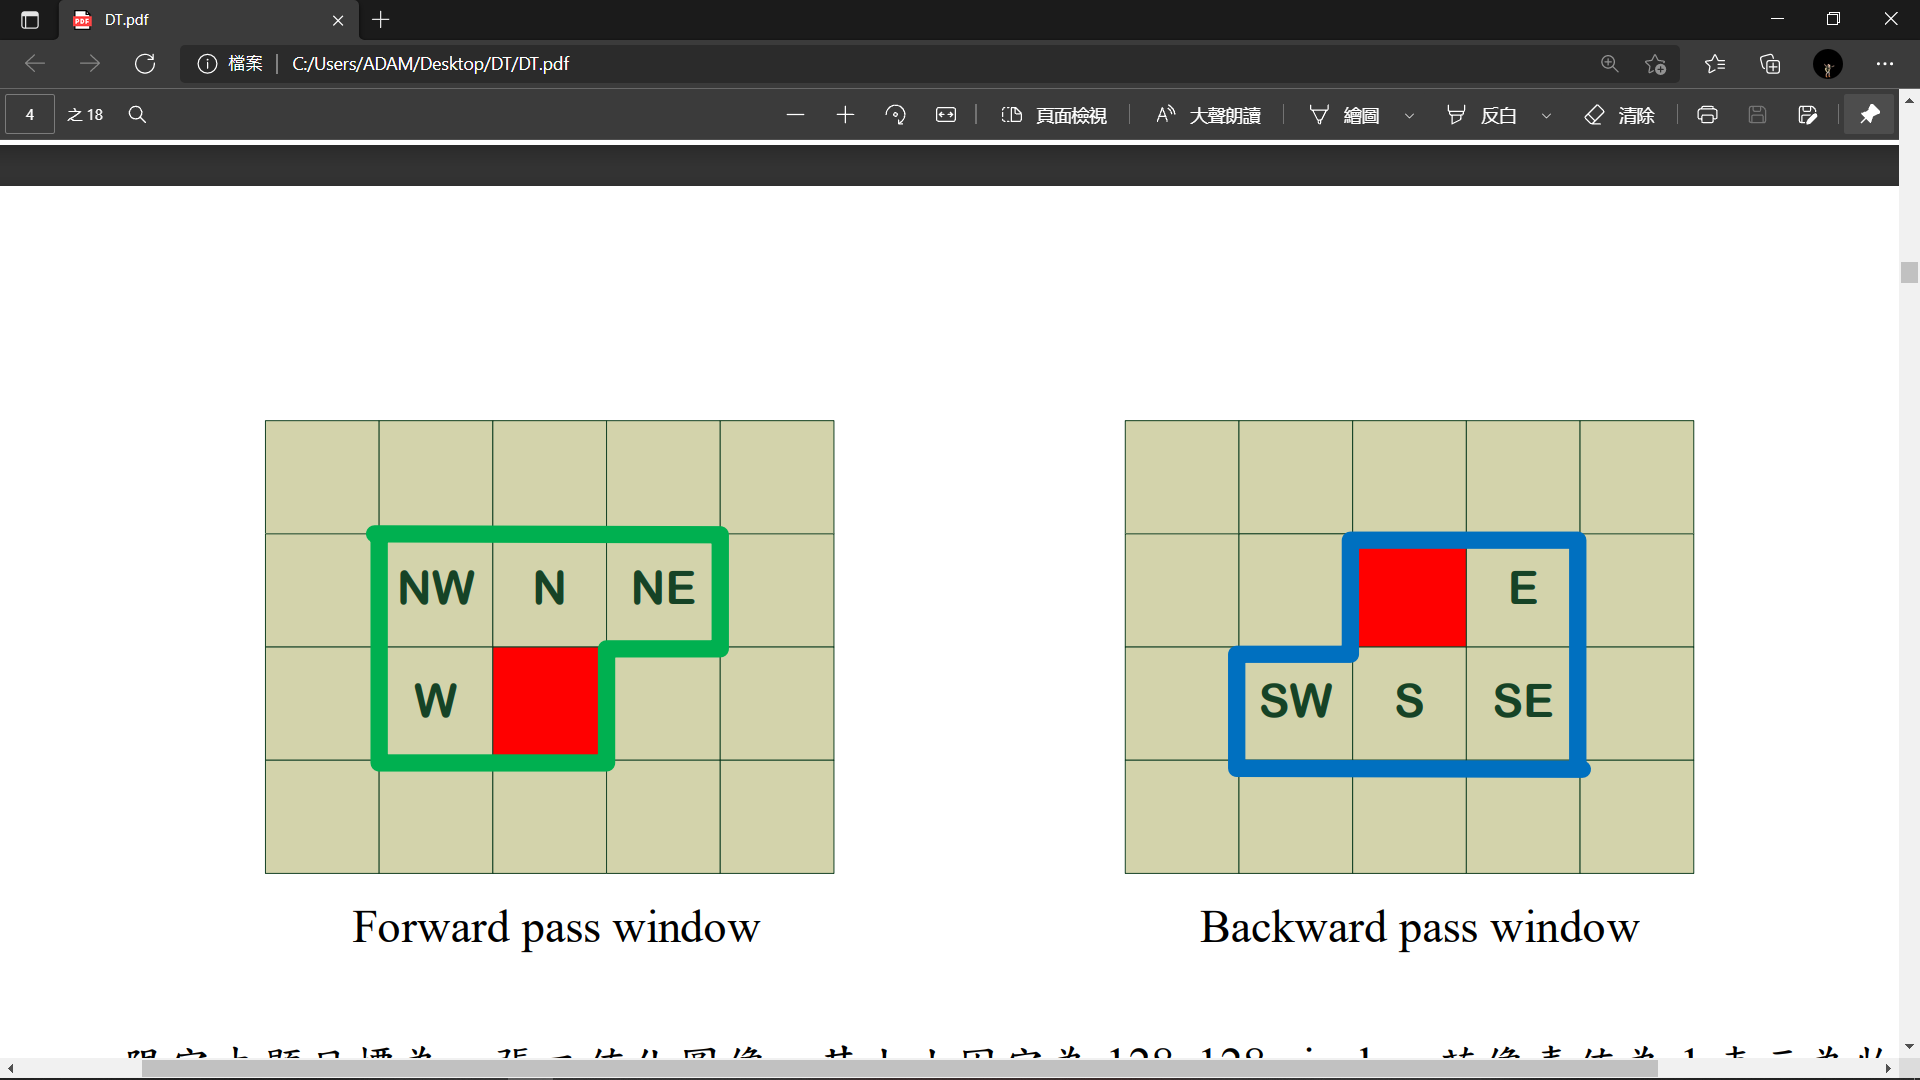 DT.pdf
檔案 C:/Users/ADAM/Desktop/DT/DT.pdf
4 之 18 頁面檢視 大聲朗讀 繪圖 反白 清除
NW N NE
W
E
SW S SE
Forward pass window
Backward pass window